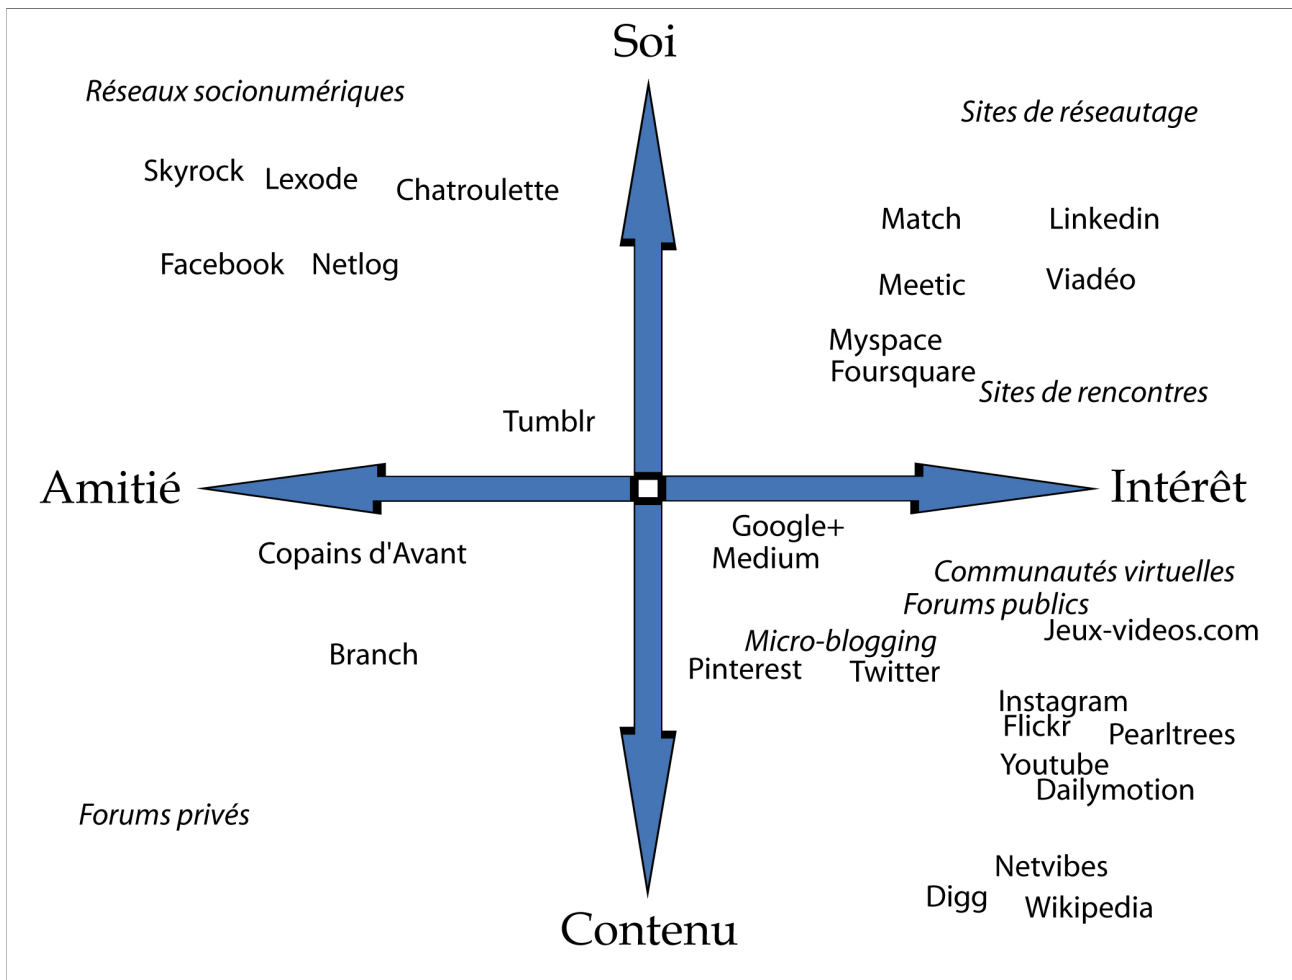 Soi
Réseaux socionumériques
Sites de réseautage
Skyrock
Lexode
Chatroulette
Match
Linkedin
Facebook
Netlog
Meetic
Viadéo
Myspace
Foursquare
Sites de rencontres
Tumblr
Amitié
Intérêt
Google+
Copains d'Avant
Medium
Communautés virtuelles
Forums publics
Jeux-videos.com
Micro-blogging
Branch
Pinterest
Twitter
Instagram
Flickr
Pearltrees
Youtube
Dailymotion
Forums privés
Netvibes
Digg
Wikipedia
Contenu